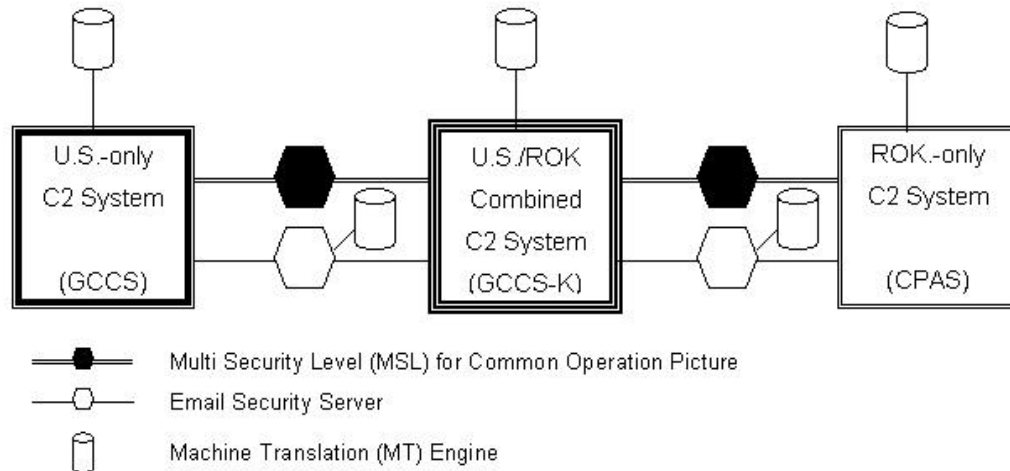 U.S.-only
C2 System
(GCCS)
U.S./ROK
Combined
C2 System
(GCCS-K)
ROK.-only
C2 System
(CPAS)
Multi Security Level (MSL) for Common Operation Picture
Email Security Server
Machine Translation (MT) Engine